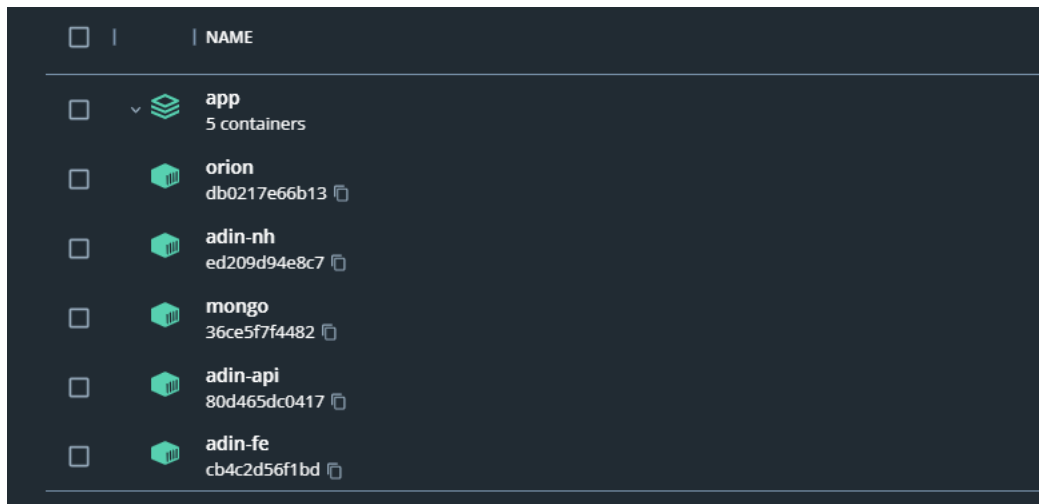 NAME
app
5 containers
orion
db0217e66b13
adin-nh
ed209d94e8c7
mongo
36ce5f7f4482
adin-api
80d465dc0417
adin-fe
cb4c2d56f1bd